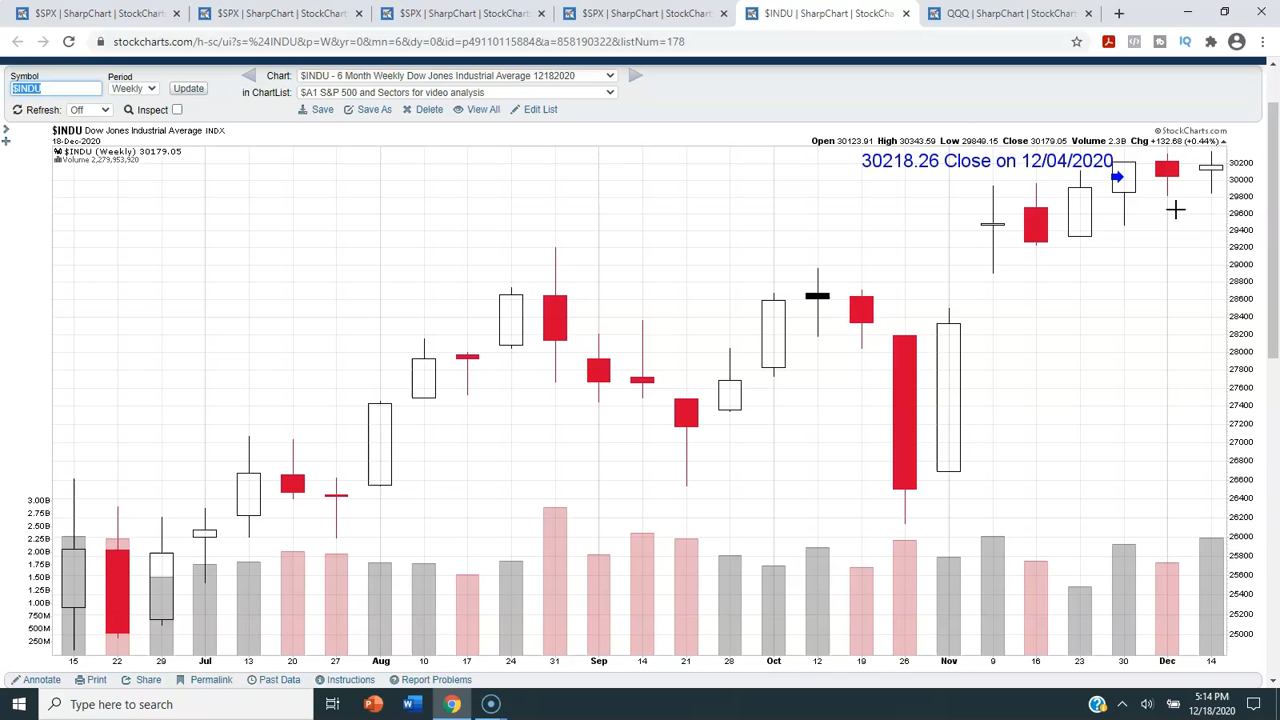 $SPX | SharpChart | StockChart
$SPX | SharpChart | StockChart
$SPX | SharpChart | StockChart
$SPX | SharpChart | StockChart
$INDU | SharpChart | StockCha
QQQ | SharpChart | StockChart
stockcharts.com/h-sc/ui?s=%24INDU&p=W&yr=0&mn=6&dy=0&id=p49110115884&a=858190322&listNum=178
Symbol
Period
$INDU
Weekly
Update
Chart:
$INDU - 6 Month Weekly Dow Jones Industrial Average 12182020
in ChartList:
$A1 S&P 500 and Sectors for video analysis
Refresh: Off
Inspect
Save
Save As
Delete
View All
Edit List
$INDU Dow Jones Industrial Average INDX
© StockCharts.com
18-Dec-2020
Open 30123.91 High 30343.59 Low 29849.15 Close 30179.05 Volume 2.3B Chg +132.68 (+0.44%)
$INDU (Weekly) 30179.05
Volume 2,279,953,920
30218.26 Close on 12/04/2020
30200
30000
29800
29600
29400
29200
29000
28800
28600
28400
28200
28000
27800
27600
27400
27200
27000
26800
26600
26400
26200
26000
25800
25600
25400
25200
25000
3.00B
2.75B
2.50B
2.25B
2.00B
1.75B
1.50B
1.25B
1.00B
750M
500M
250M
15 22 29 Jul 13 20 27 Aug 10 17 24 31 Sep 14 21 28 Oct 12 19 26 Nov 9 16 23 30 Dec 14
Annotate
Print
Share
Permalink
Past Data
Instructions
Report Problems
Type here to search
5:14 PM
12/18/2020